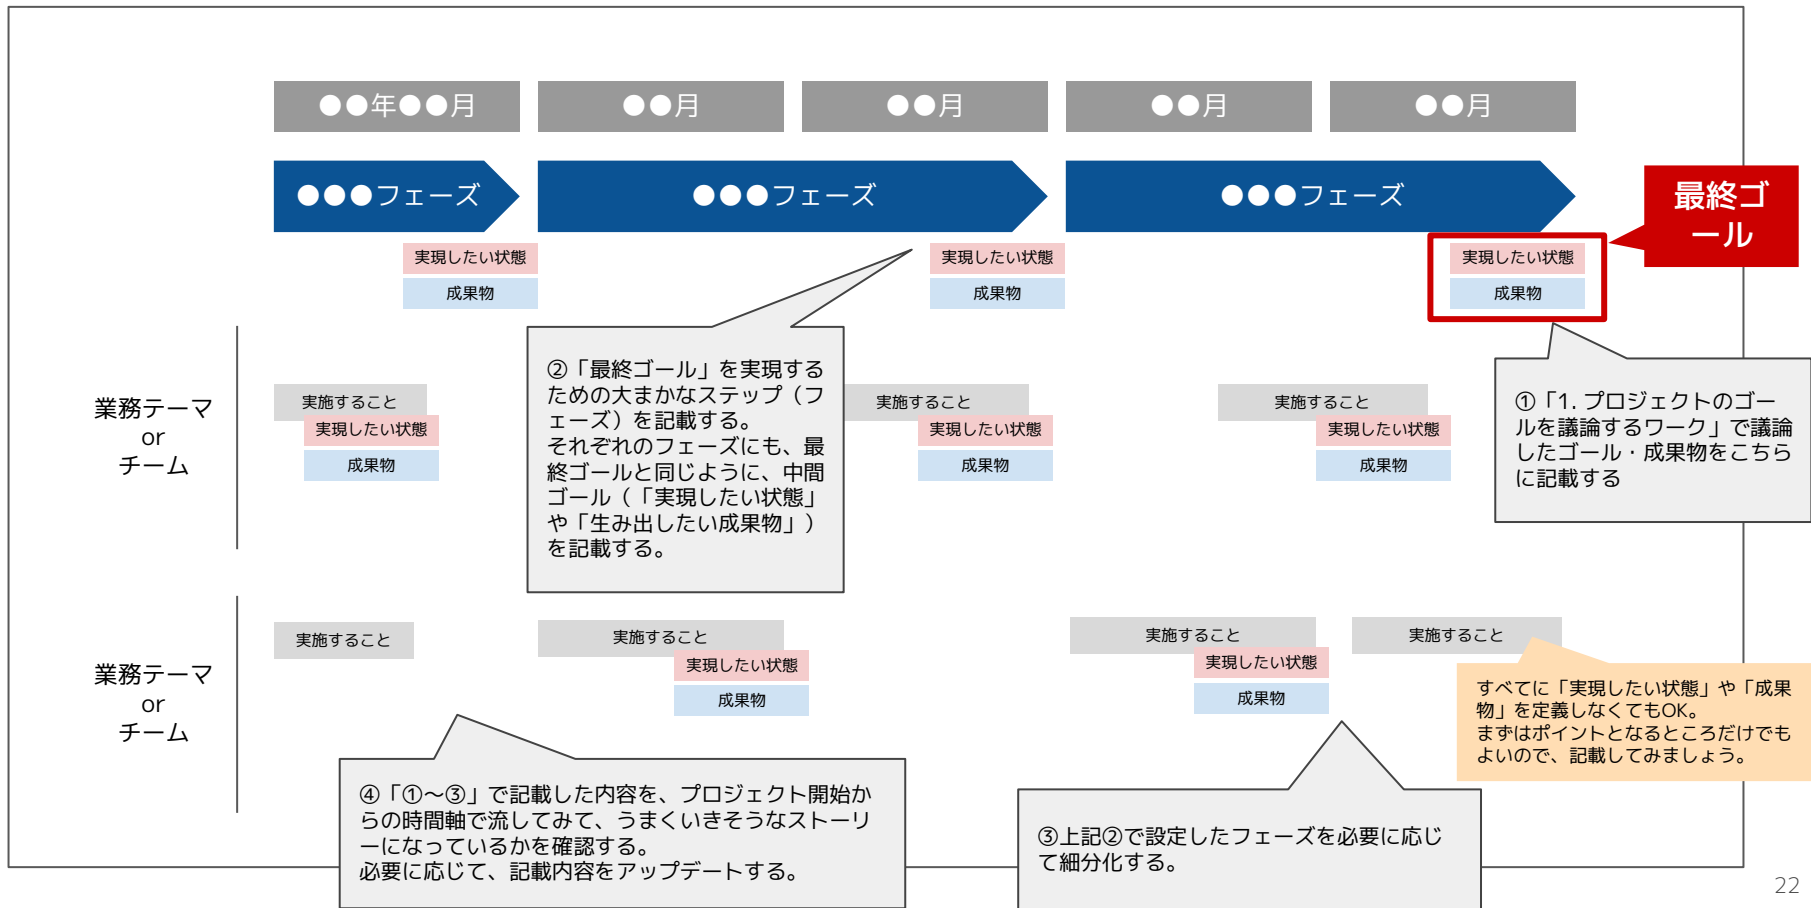 ●●年●●月
●●月
●●月
●●月
●●月
●●●フェーズ
●●●フェーズ
●●●フェーズ
最終ゴ
ール
実現したい状態
成果物
実現したい状態
成果物
実現したい状態
成果物
業務テーマ
or
チーム
実施すること
実現したい状態
成果物
②「最終ゴール」を実現する
ための大まかなステップ（フ
ェーズ）を記載する。
それぞれのフェーズにも、最
終ゴールと同じように、中間
ゴール（「実現したい状態」
や「生み出したい成果物」）
を記載する。
実施すること
実現したい状態
成果物
実施すること
実現したい状態
成果物
①「1. プロジェクトのゴー
ルを議論するワーク」で議論
したゴール・成果物をこちら
に記載する
業務テーマ
or
チーム
実施すること
実施すること
実現したい状態
成果物
実施すること
実現したい状態
成果物
実施すること
すべてに「実現したい状態」や「成果
物」を定義しなくてもOK。
まずはポイントとなるところだけでも
よいので、記載してみましょう。
④「①～③」で記載した内容を、プロジェクト開始か
らの時間軸で流してみて、うまくいきそうなストーリ
ーになっているかを確認する。
必要に応じて、記載内容をアップデートする。
③上記②で設定したフェーズを必要に応じ
て細分化する。
22